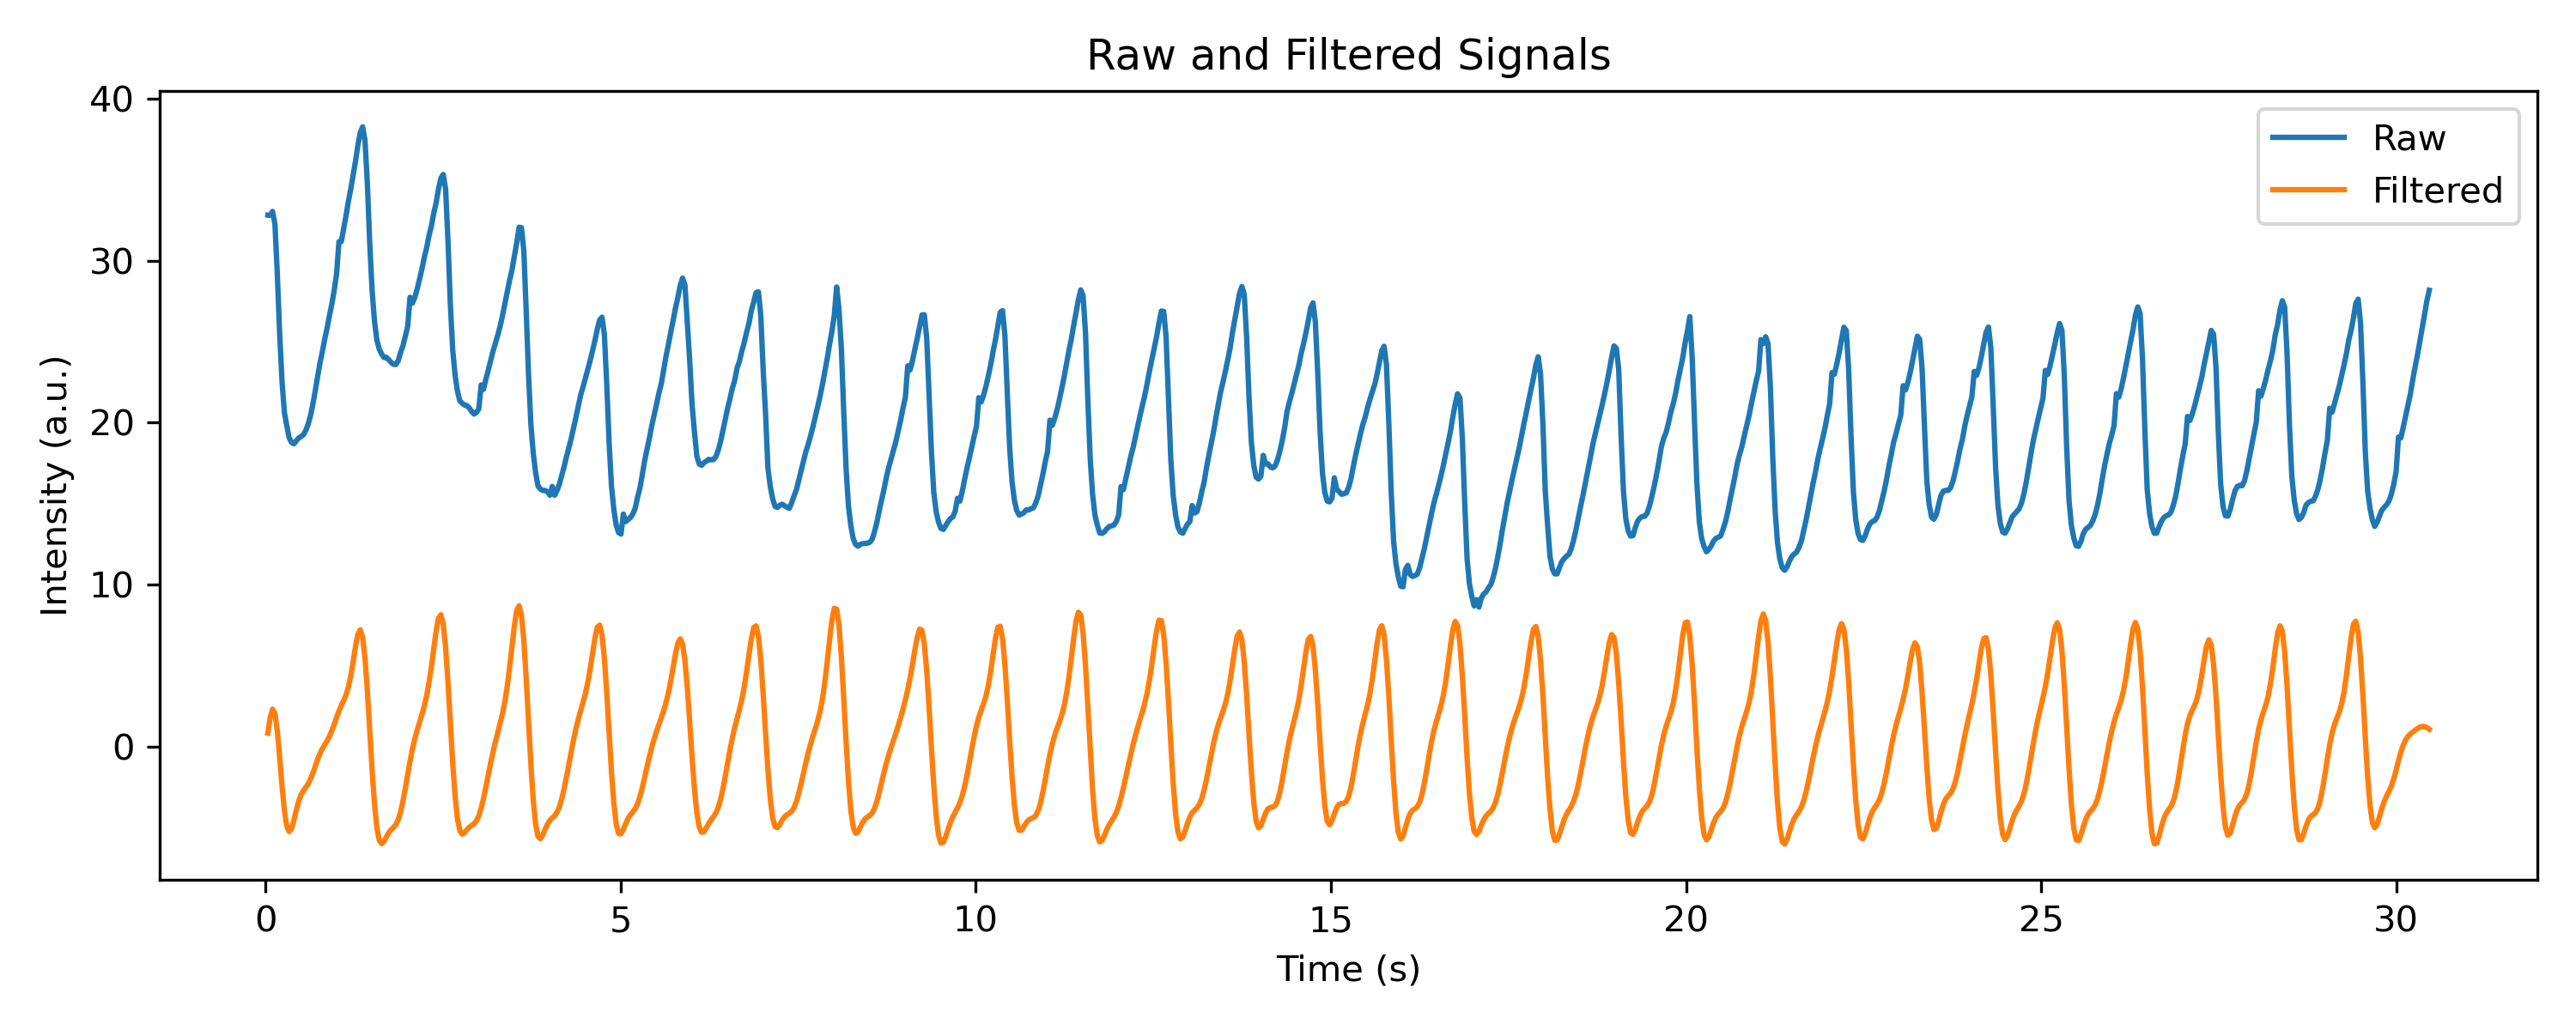 Raw and Filtered Signals
Raw
Filtered
Intensity (a.u.)
40
30
20
10
0
0 5 10 15 20 25 30
Time (s)